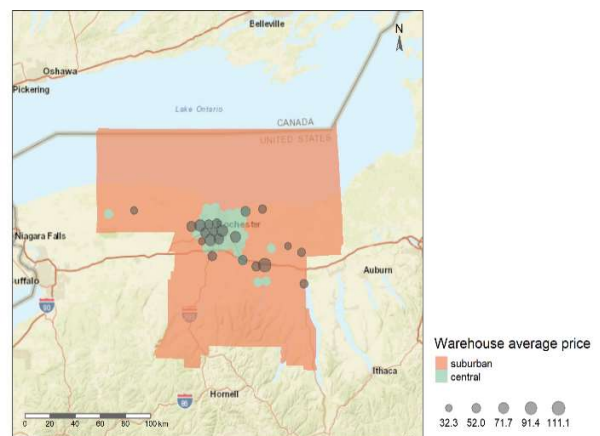 Belleville
N
Oshawa
Pickering
Lake Ontario
CANADA
UNITED STATES
ochester
Niagara Falls
uffalo
90
Auburn
Ithaca
Hornell
86
0 20 40 60 80 100 km
Warehouse average price
suburban
central
32.3 52.0 71.7 91.4 111.1